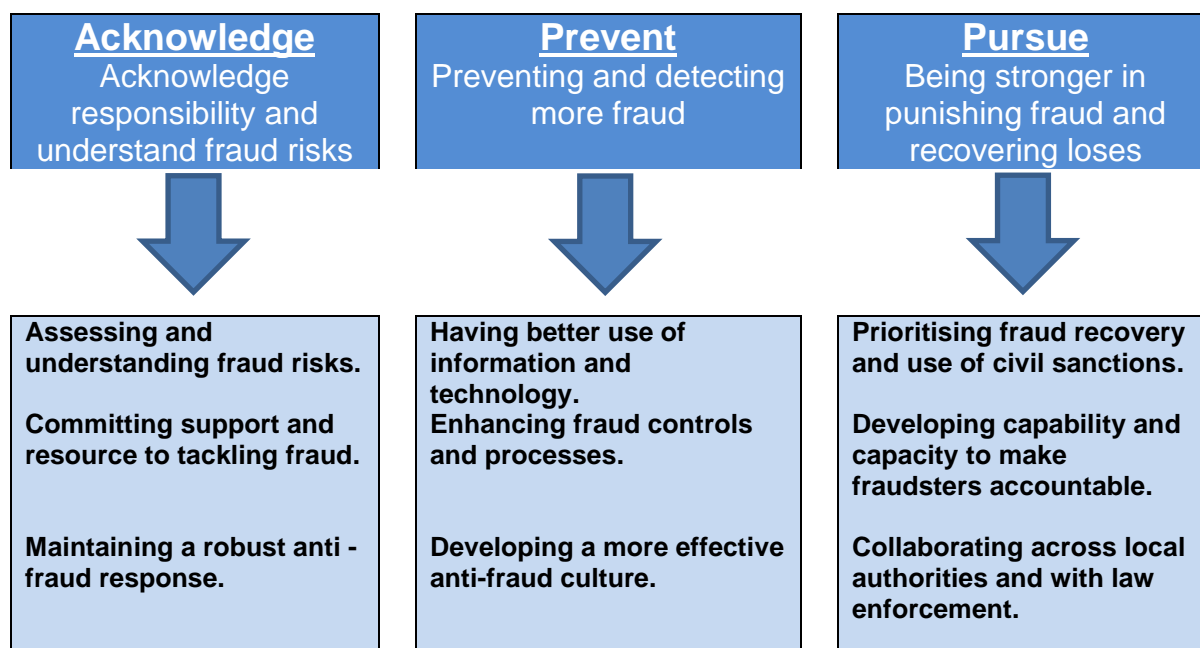 Acknowledge
Acknowledge
responsibility and
understand fraud risks
Prevent
Preventing and detecting
more fraud
Pursue
Being stronger in
punishing fraud and
recovering loses
Assessing and
understanding fraud risks.
Committing support and
resource to tackling fraud.
Maintaining a robust anti -
fraud response.
Having better use of
information and
technology.
Enhancing fraud controls
and processes.
Developing a more effective
anti-fraud culture.
Prioritising fraud recovery
and use of civil sanctions.
Developing capability and
capacity to make
fraudsters accountable.
Collaborating across local
authorities and with law
enforcement.